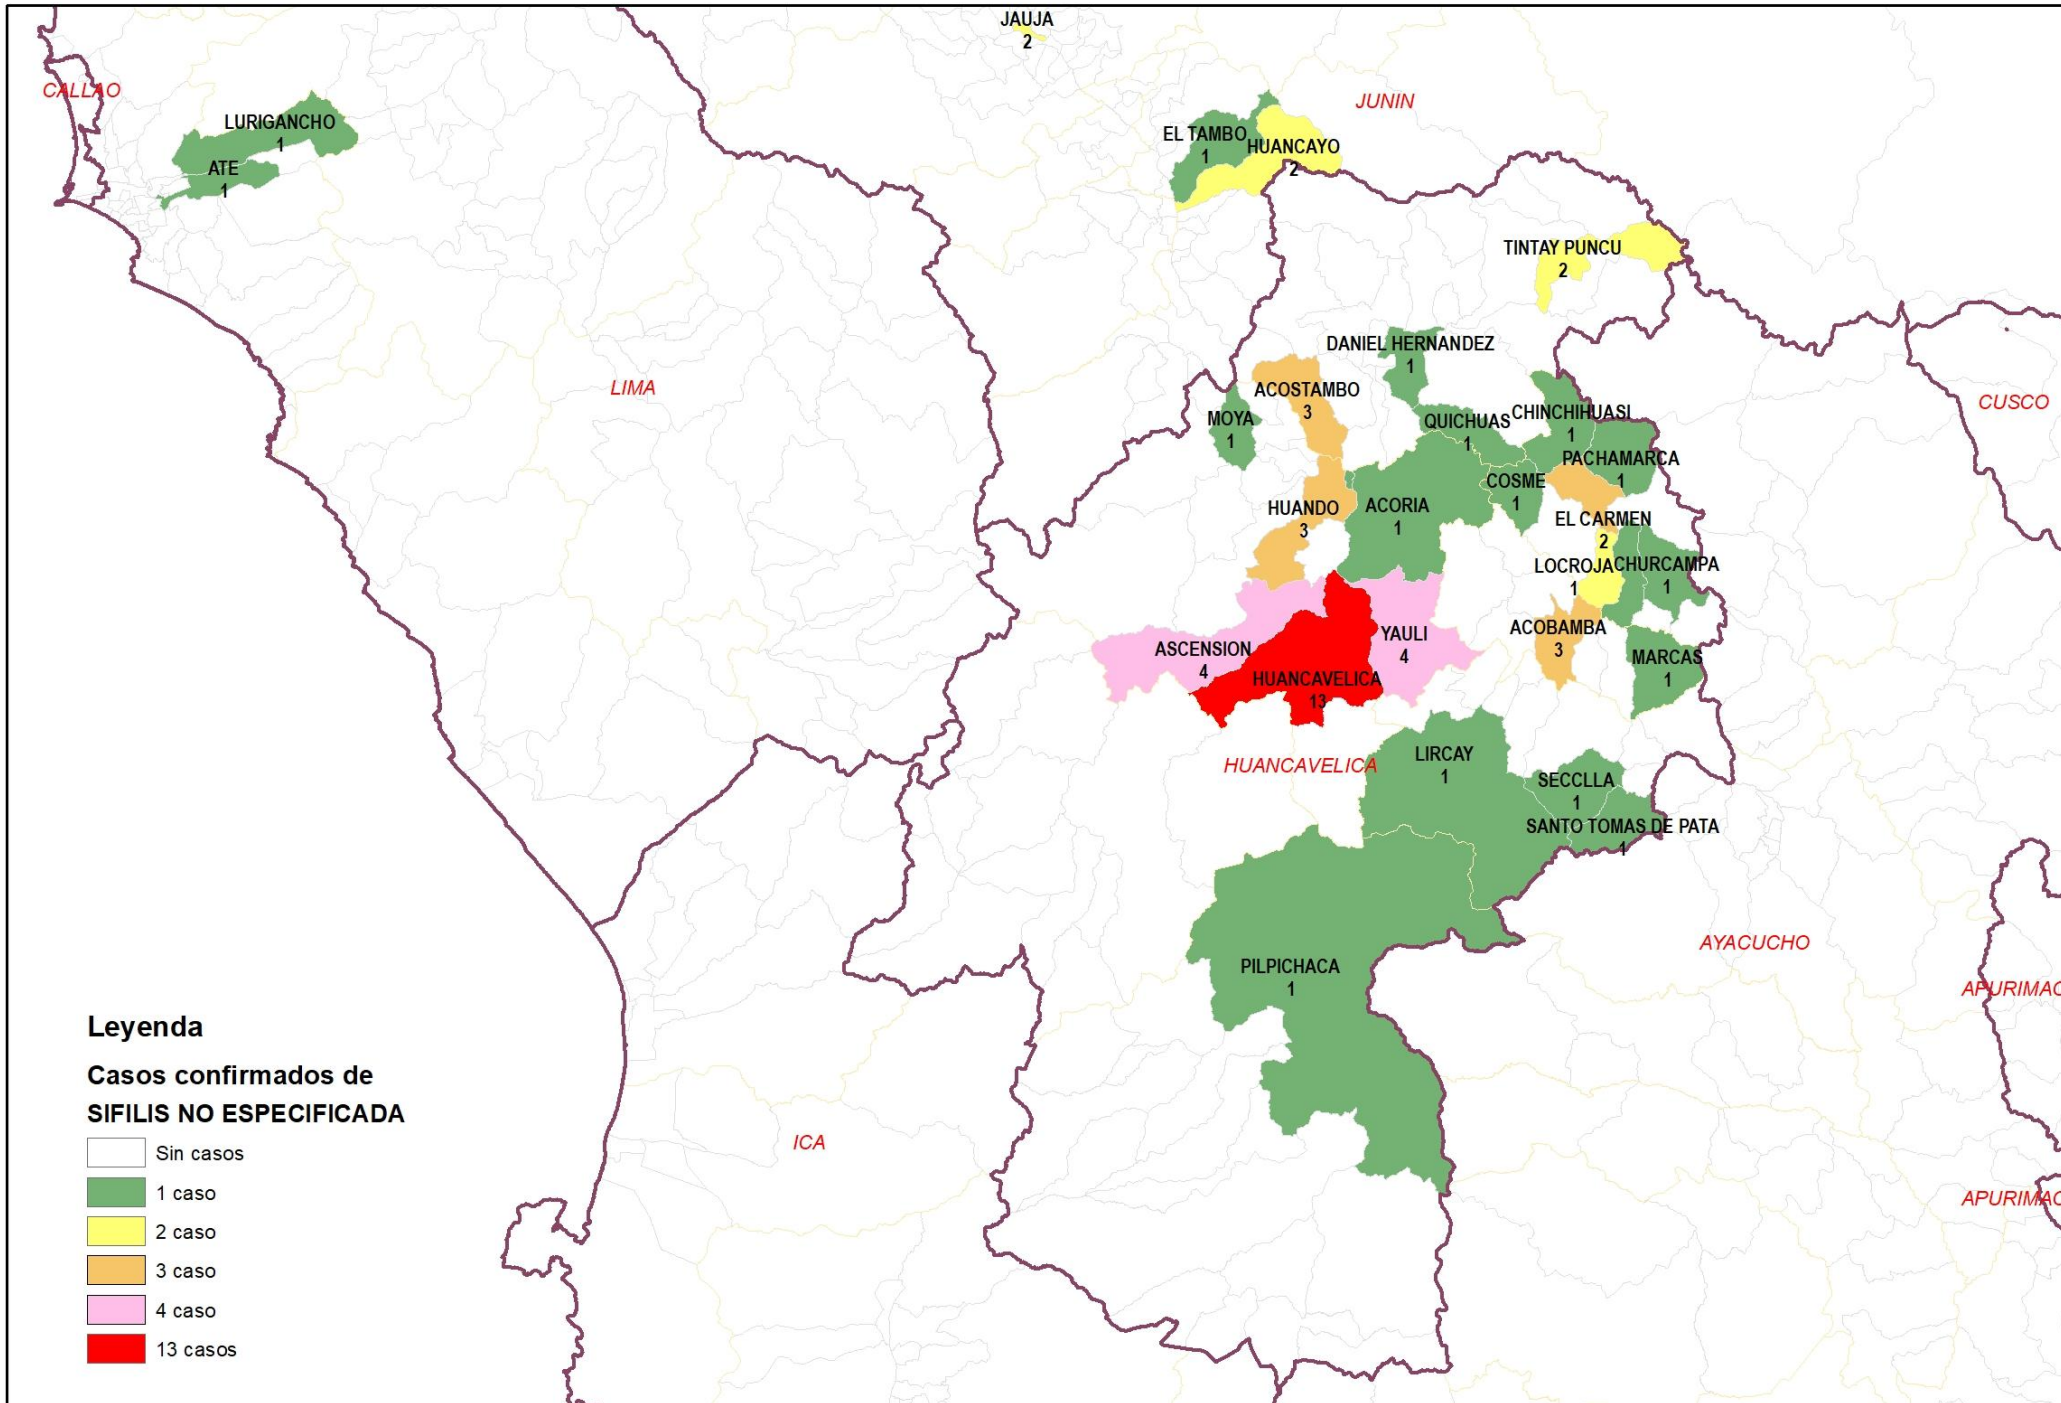 JAUJA
2
CALLAO
LURIGANCHO
1
ATE
1
JUNIN
EL TAMBO
1
HUANCAYO
2
TINTAY PUNCU
2
LIMA
DANIEL HERNANDEZ
1
ACOSTAMBO
3
MOYA
1
QUICHUAS
1
CHINCHIHUASI
1
CUSCO
PACHAMARCA
1
COSME
1
HUANDO
3
ACORIA
1
EL CARMEN
2
LOCROJA
1
CHURCAMPA
1
ACOBAMBA
3
YAULI
4
ASCENSION
4
MARCAS
1
HUANCAVELICA
13
HUANCAVELICA
LIRCAY
1
SECCLLA
1
SANTO TOMAS DE PATA
1
AYACUCHO
PILPICHACA
1
APURIMAC
ICA
APURIMAC
Leyenda
Casos confirmados de
SIFILIS NO ESPECIFICADA
Sin casos
1 caso
2 caso
3 caso
4 caso
13 casos